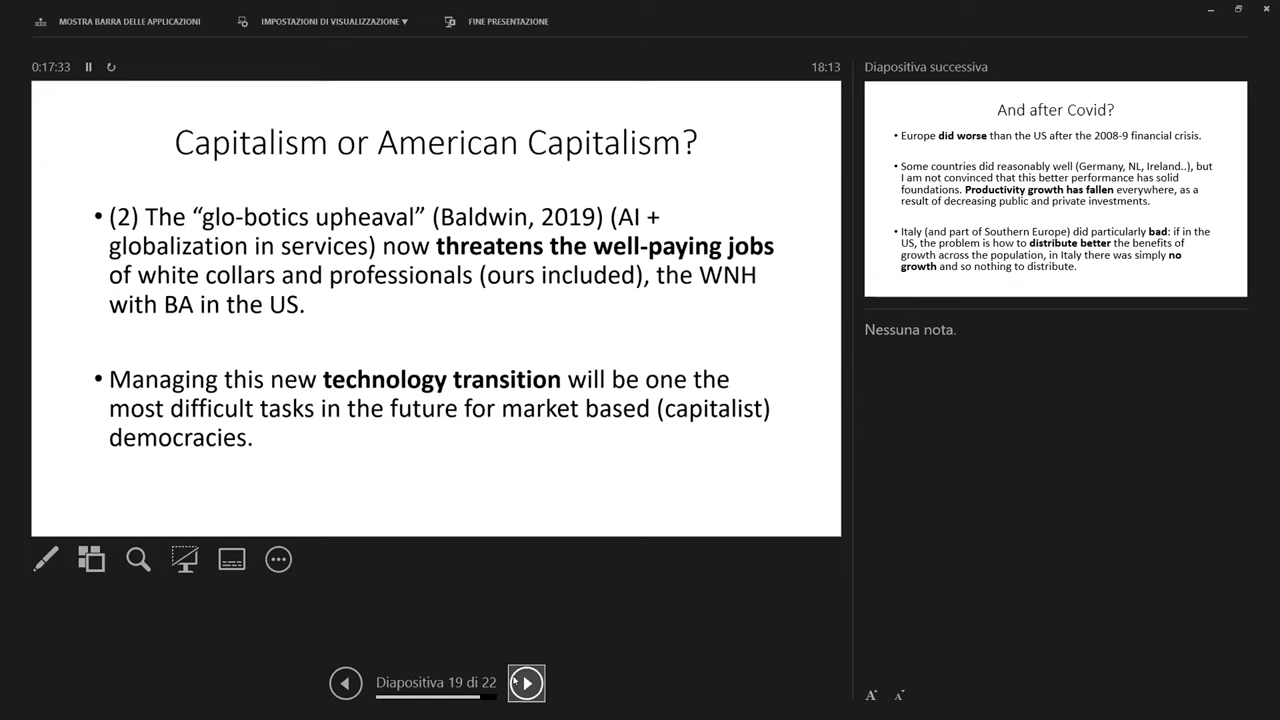 MOSTRA BARRA DELLE APPLICAZIONI
IMPOSTAZIONI DI VISUALIZZAZIONE ▼
FINE PRESENTAZIONE
0:17:33
18:13
Capitalism or American Capitalism?
• (2) The “glo-botics upheaval” (Baldwin, 2019) (AI +
globalization in services) now threatens the well-paying jobs
of white collars and professionals (ours included), the WNH
with BA in the US.
• Managing this new technology transition will be one the
most difficult tasks in the future for market based (capitalist)
democracies.
Diapositiva successiva
And after Covid?
• Europe did worse than the US after the 2008-9 financial crisis.
• Some countries did reasonably well (Germany, NL, Ireland..), but
I am not convinced that this better performance has solid
foundations. Productivity growth has fallen everywhere, as a
result of decreasing public and private investments.
• Italy (and part of Southern Europe) did particularly bad: if in the
US, the problem is how to distribute better the benefits of
growth across the population, in Italy there was simply no
growth and so nothing to distribute.
Nessuna nota.
Diapositiva 19 di 22
A A